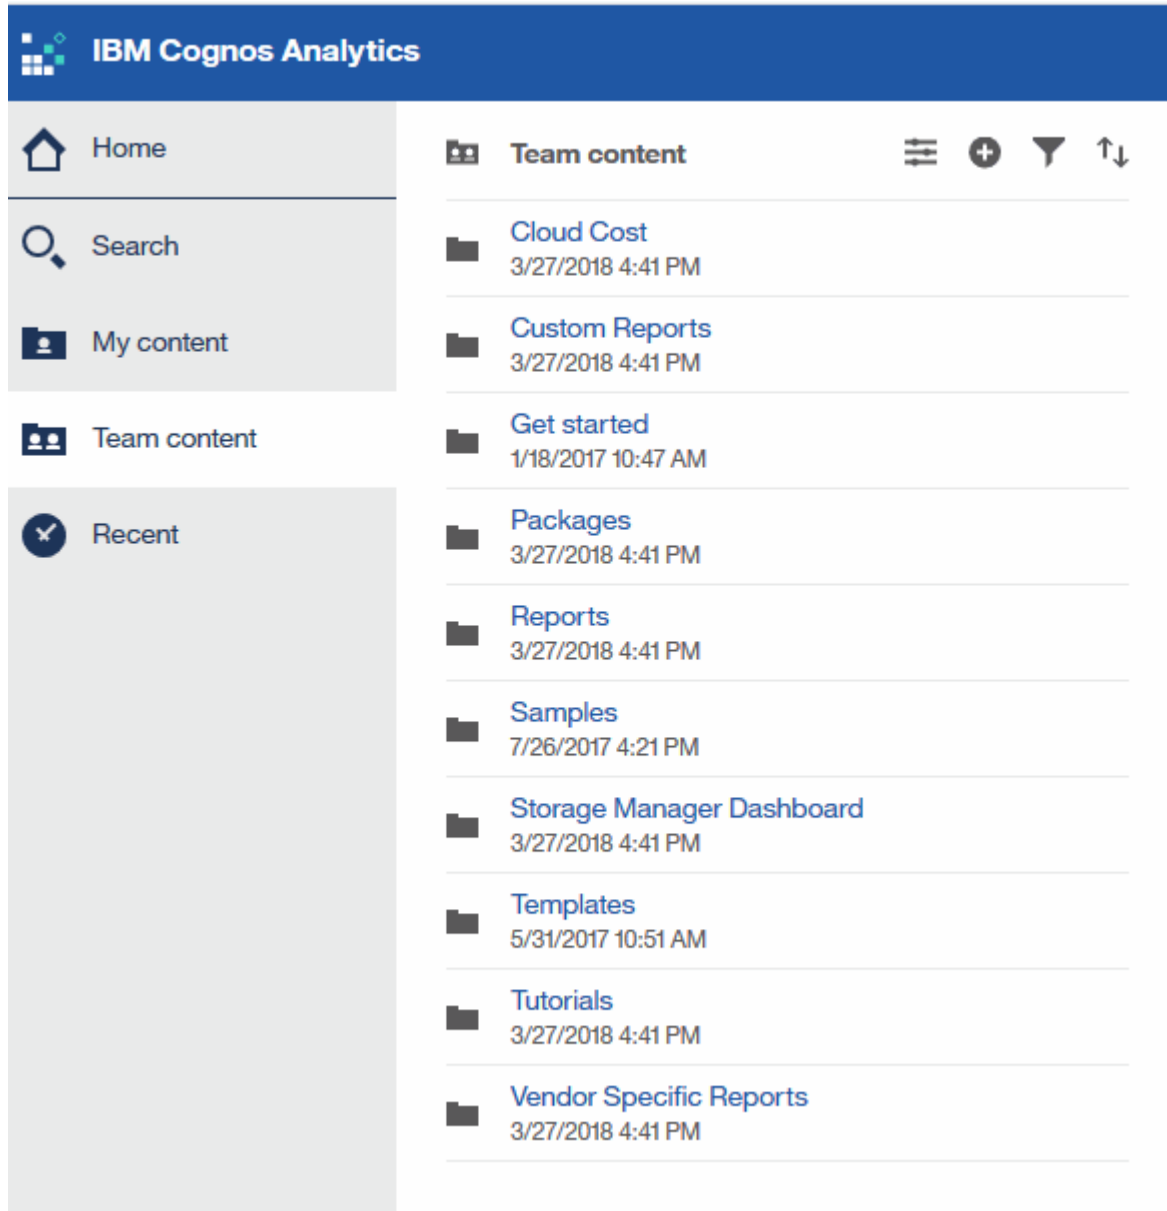 IBM Cognos Analytics
Home
Search
My content
Team content
Recent
Team content
Cloud Cost
3/27/2018 4:41 PM
Custom Reports
3/27/2018 4:41 PM
Get started
1/18/2017 10:47 AM
Packages
3/27/2018 4:41 PM
Reports
3/27/2018 4:41 PM
Samples
7/26/2017 4:21 PM
Storage Manager Dashboard
3/27/2018 4:41 PM
Templates
5/31/2017 10:51 AM
Tutorials
3/27/2018 4:41 PM
Vendor Specific Reports
3/27/2018 4:41 PM